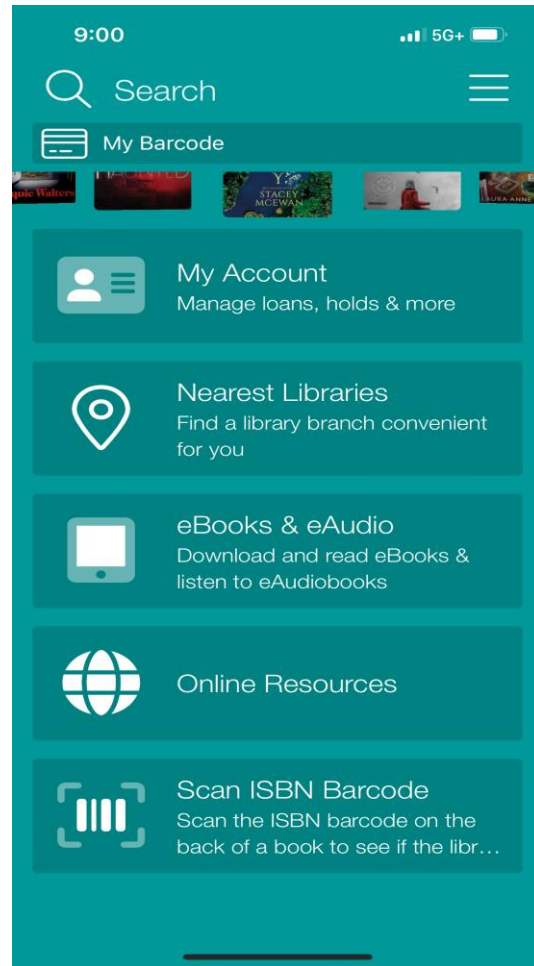 9:00 5G+
Search
My Barcode
quie Walters HAUNTED STACEY LAURA ANNE
MCEWAN
My Account
Manage loans, holds & more
Nearest Libraries
Find a library branch convenient
for you
eBooks & eAudio
Download and read eBooks &
listen to eAudiobooks
Online Resources
Scan ISBN Barcode
Scan the ISBN barcode on the
back of a book to see if the libr...